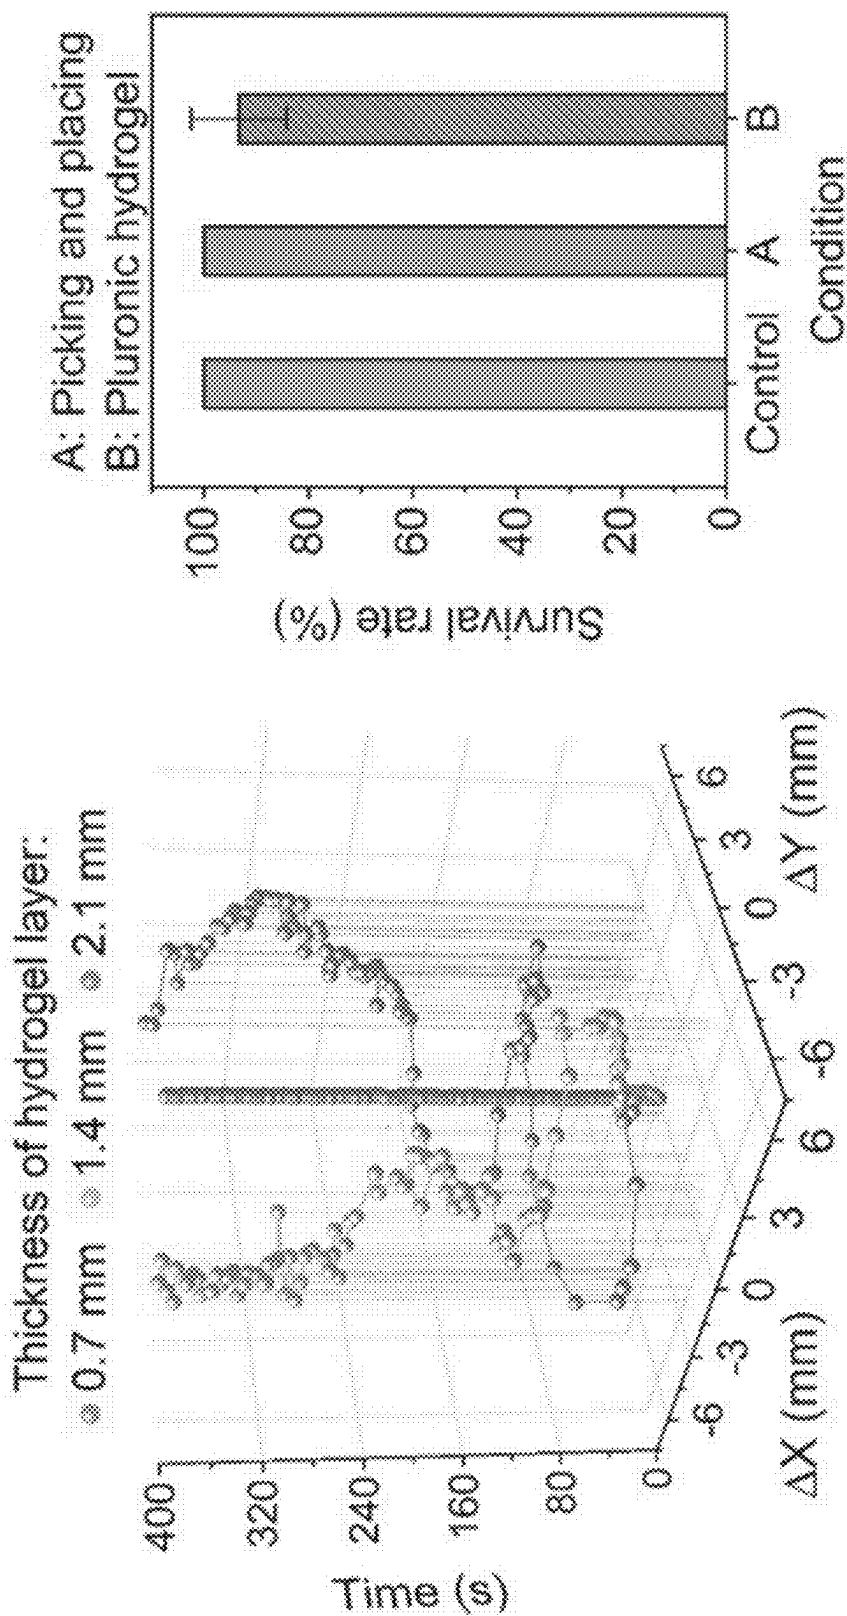 Thickness of hydrogel layer:
0.7 mm 1.4 mm 2.1 mm
Time (s)
400
320
240
160
80
0
-6
-3
0
3
6
ΔX (mm)
-6
-3
0
3
6
ΔY (mm)
A: Picking and placing
B: Pluronic hydrogel
Survival rate (%)
100
80
60
40
20
0
Control A B
Condition